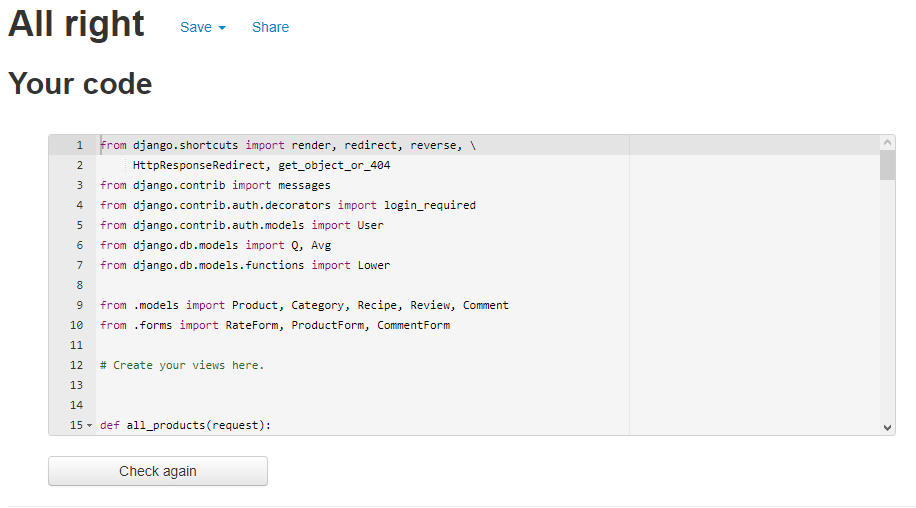 All right Save Share
Your code
1 from django.shortcuts import render, redirect, reverse, \
2 HttpResponseRedirect, get_object_or_404
3 from django.contrib import messages
4 from django.contrib.auth.decorators import login_required
5 from django.contrib.auth.models import User
6 from django.db.models import Q, Avg
7 from django.db.models.functions import Lower
8
9 from .models import Product, Category, Recipe, Review, Comment
10 from .forms import RateForm, ProductForm, CommentForm
11
12 # Create your views here.
13
14
15 def all_products(request):
Check again